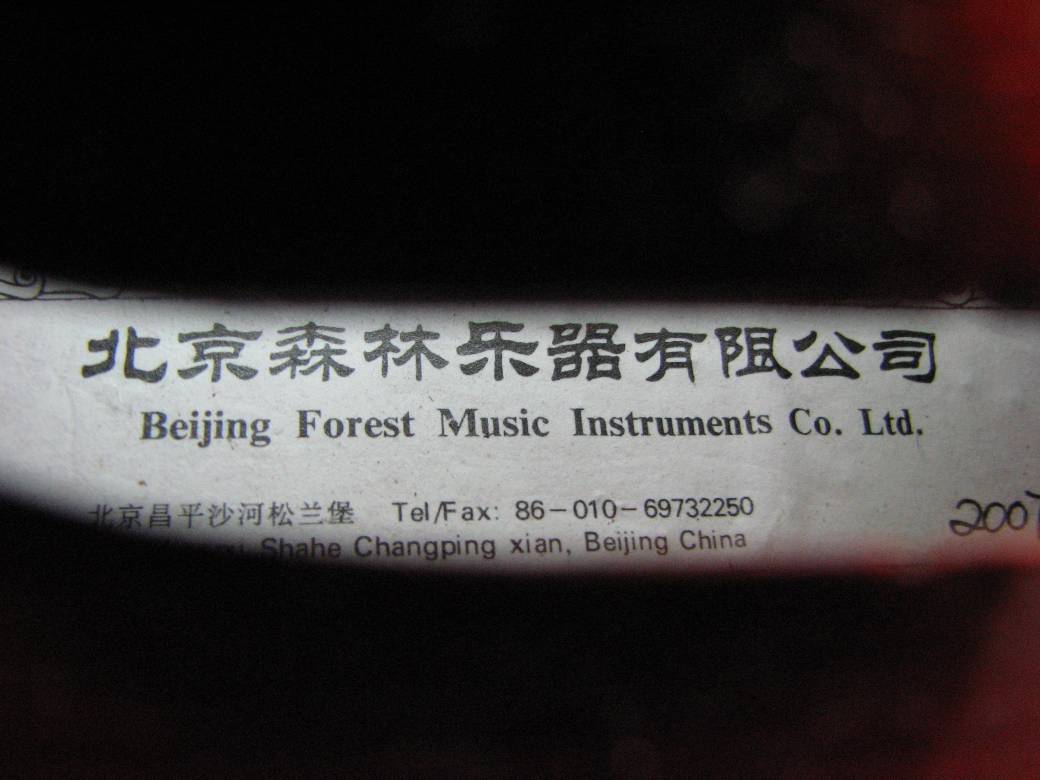 北京森林乐器有限公司
Beijing Forest Music Instruments Co. Ltd.
北京昌平沙河松兰堡 Tel/Fax: 86-010-69732250
Shahe Changping xian, Beijing China